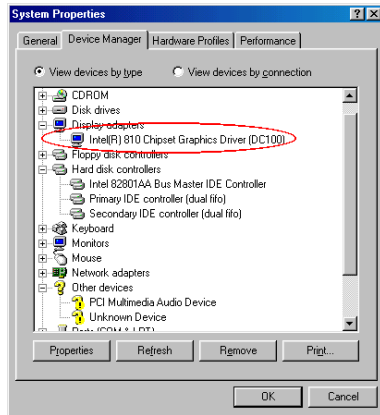 System Properties
General Device Manager Hardware Profiles Performance
View devices by type View devices by connection
CDROM
Disk drives
Display adapters
Intel(R) 810 Chipset Graphics Driver (DC100)
Floppy disk controllers
Hard disk controllers
Intel 82801AA Bus Master IDE Controller
Primary IDE controller (dual fifo)
Secondary IDE controller (dual fifo)
Keyboard
Monitors
Mouse
Network adapters
Other devices
PCI Multimedia Audio Device
Unknown Device
Ports (COM & LPT)
Properties Refresh Remove Print...
OK Cancel